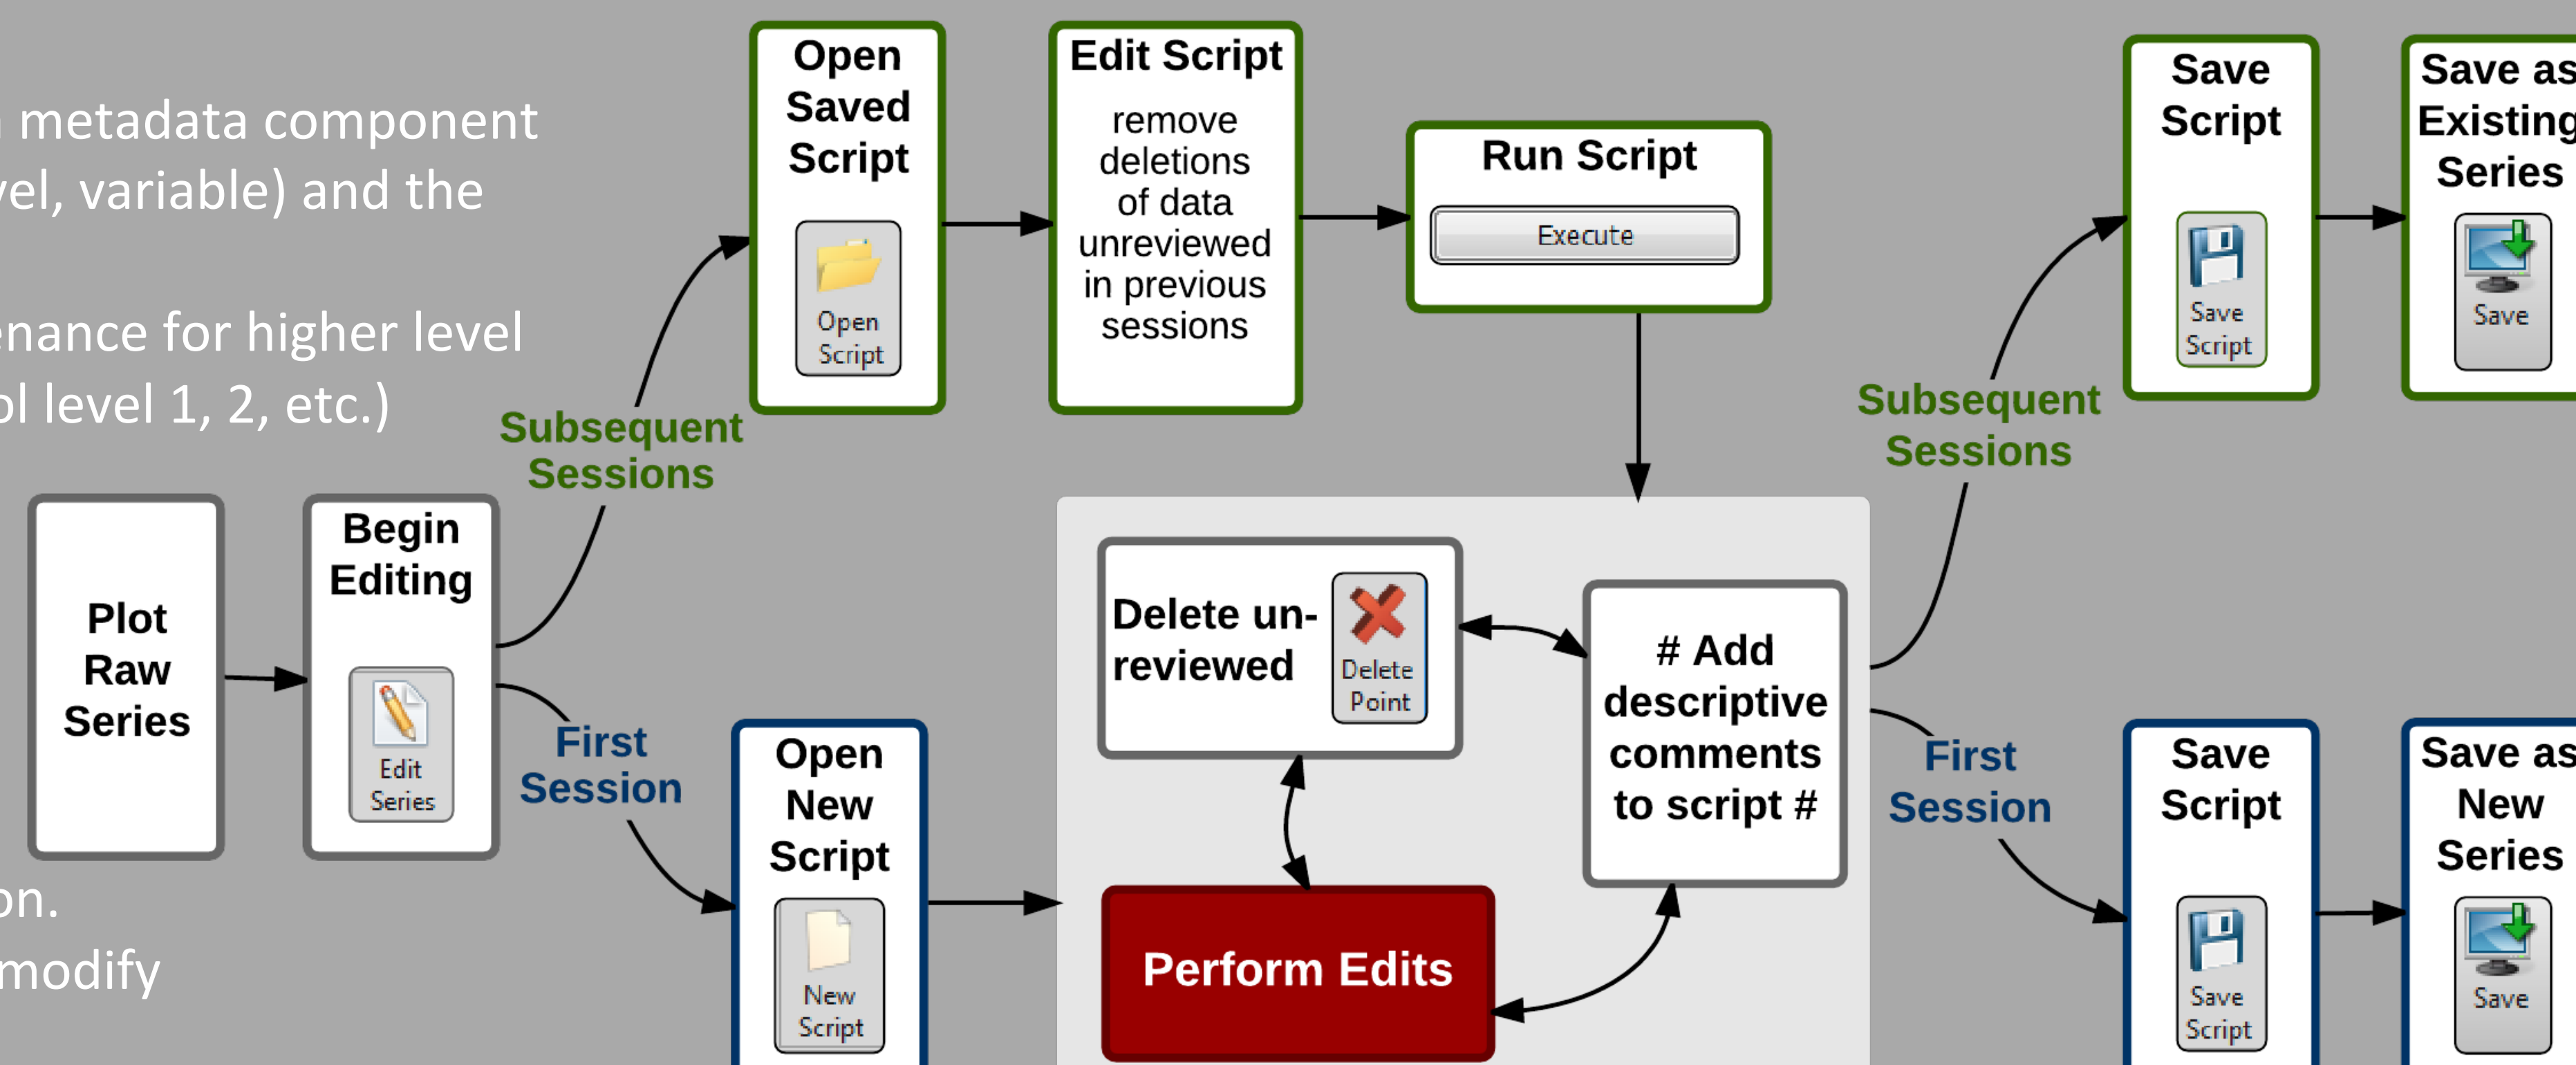 metadata component
variable) and the
for higher level
level 1, 2, etc.)
modify
Plot
Raw
Series
Begin
Editing
Edit
Series
Subsequent
Sessions
First
Session
Open
Saved
Script
Open
Script
Edit Script
remove
deletions
of data
unreviewed
in previous
sessions
Run Script
Execute
Open
New
Script
New
Script
Delete un-
reviewed
Delete
Point
# Add
descriptive
comments
to script #
Perform Edits
Subsequent
Sessions
First
Session
Save
Script
Save
Script
Save as
Existing
Series
Save
Save
Script
Save
Script
Save as
New
Series
Save